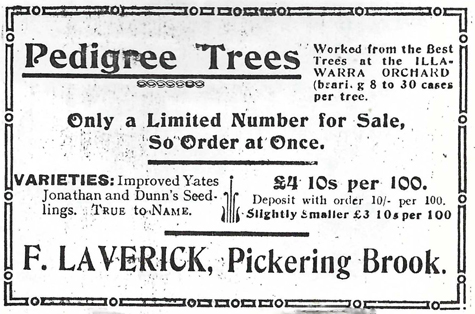 Pedigree Trees
Worked from the Best
Trees at the ILLA-
WARRA ORCHARD
(beari. g 8 to 30 cases
per tree.
Only a Limited Number for Sale,
So Order at Once.
VARIETIES: Improved Yates
Jonathan and Dunn's Seed-
lings. TRUE to NAME.
£4 10s per 100.
Deposit with order 10/- per 100.
Slightly Smaller £3 10s per 100
F. LAVERICK, Pickering Brook.